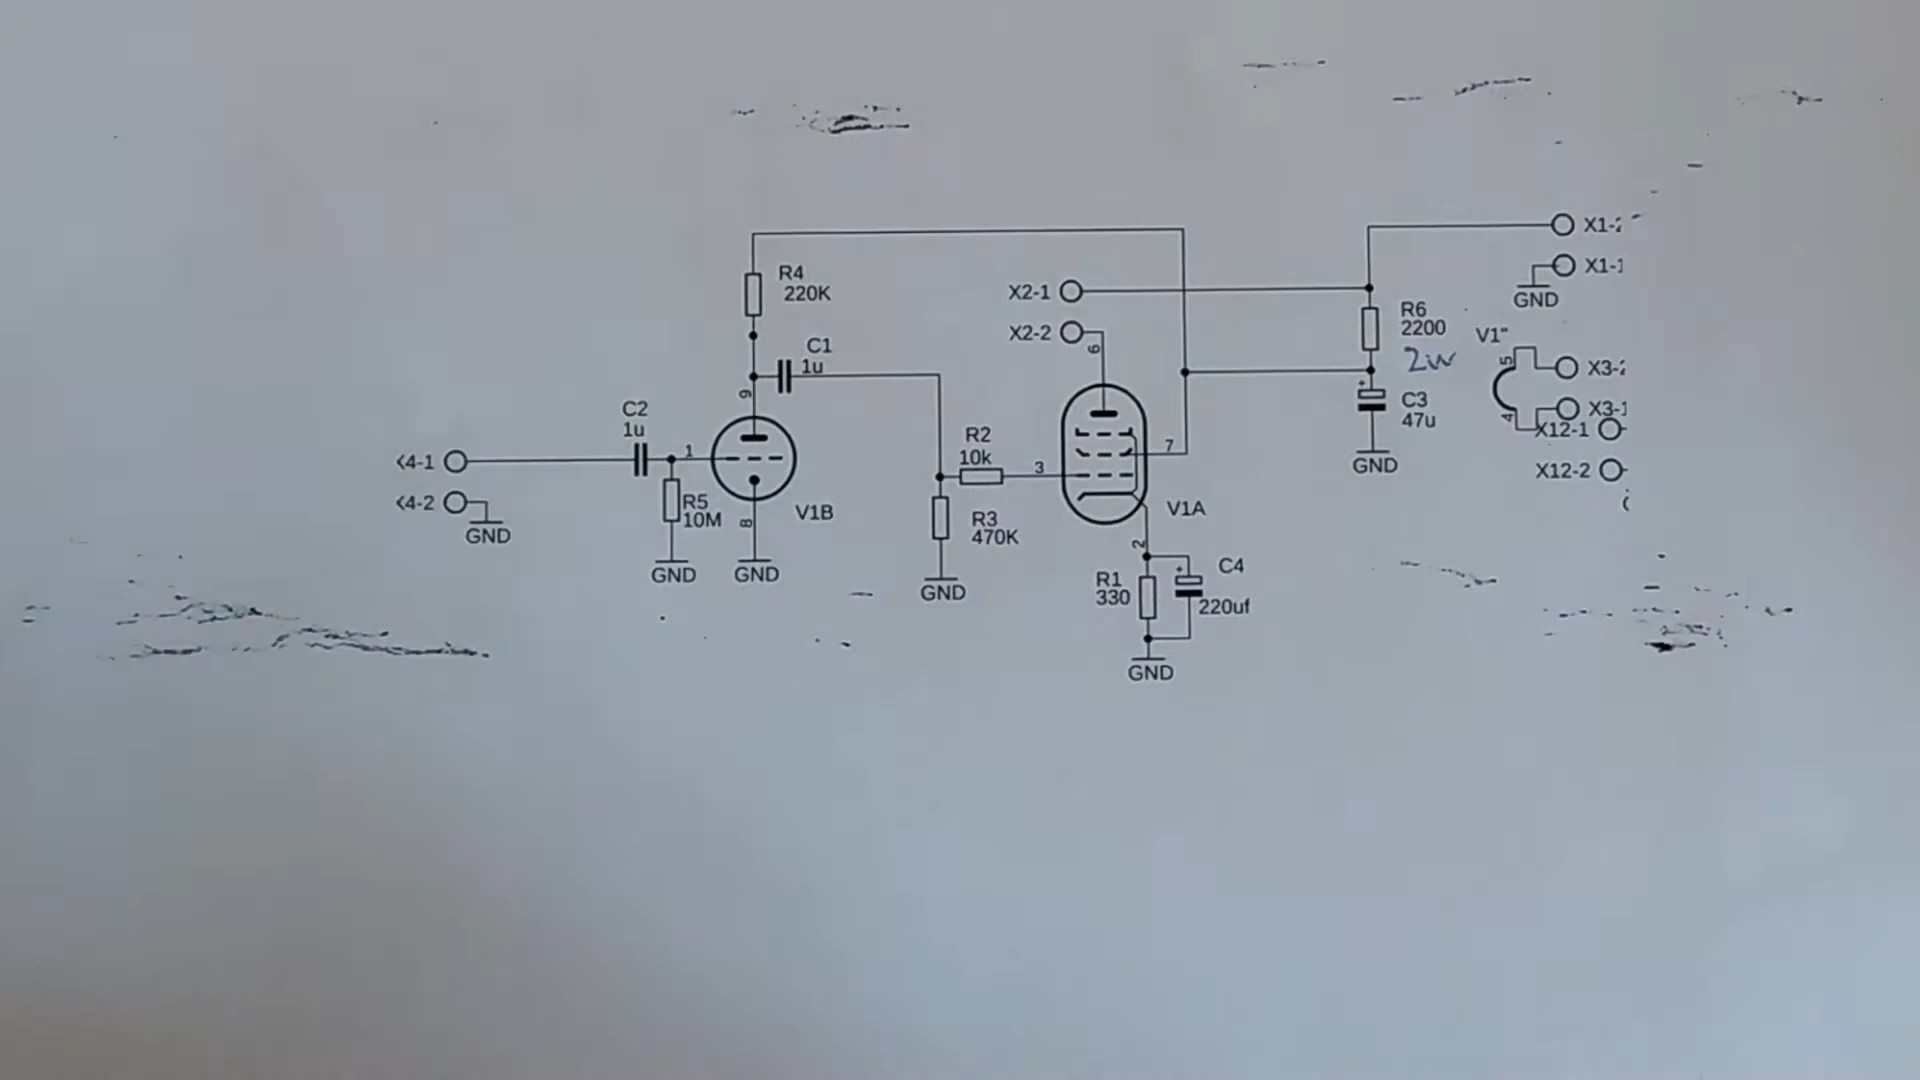 X1-
X1-1
GND
R4
220K
X2-1
X2-2
6
R6
2200
2w
V1"
5
X3-
4
X3-1
C1
1u
9
C3
47u
GND
X12-1
X12-2
C2
1u
4-1
4-2
GND
1
R5
10M
GND
8
GND
V1B
R2
10k
3
7
R3
470K
GND
V1A
2
R1
330
C4
220uf
GND